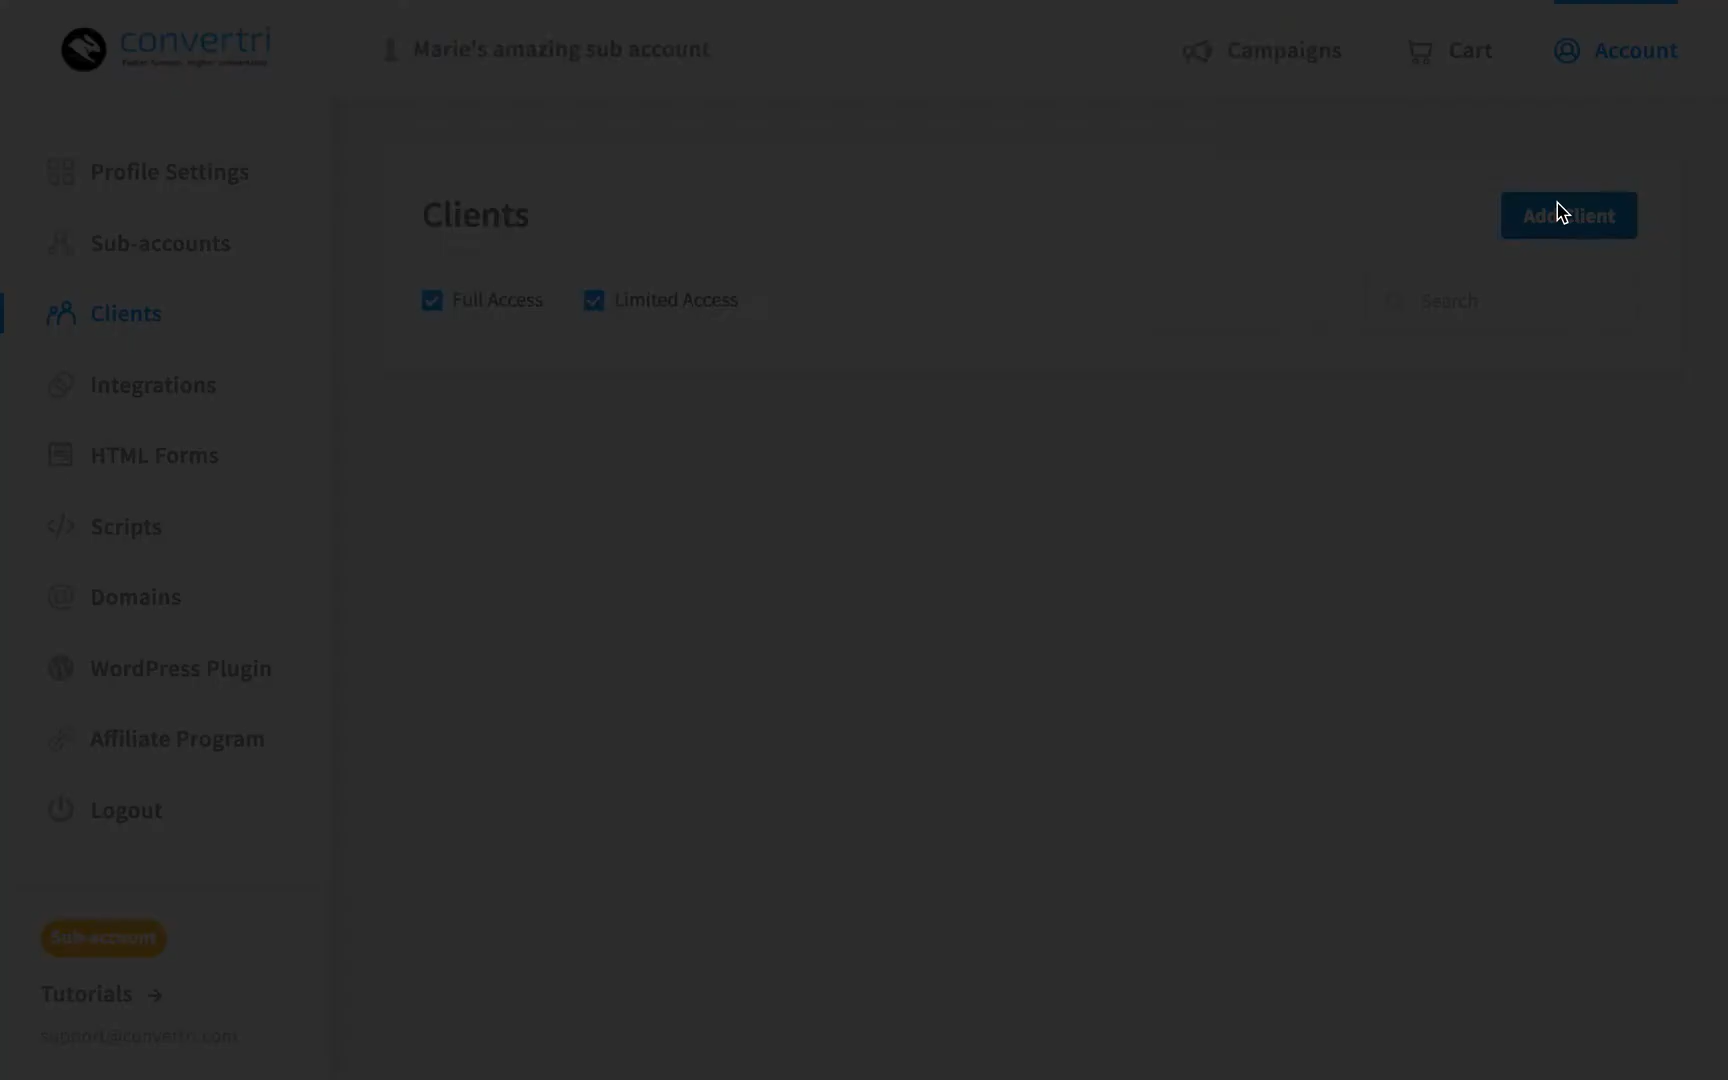 convertri
Marie's amazing sub account
Campaigns
Cart
Account
Profile Settings
Sub-accounts
Clients
Integrations
HTML Forms
Scripts
Domains
WordPress Plugin
Affiliate Program
Logout
Clients
Add Client
Full Access
Limited Access
Search
Sub-account
Tutorials →
support@convertri.com